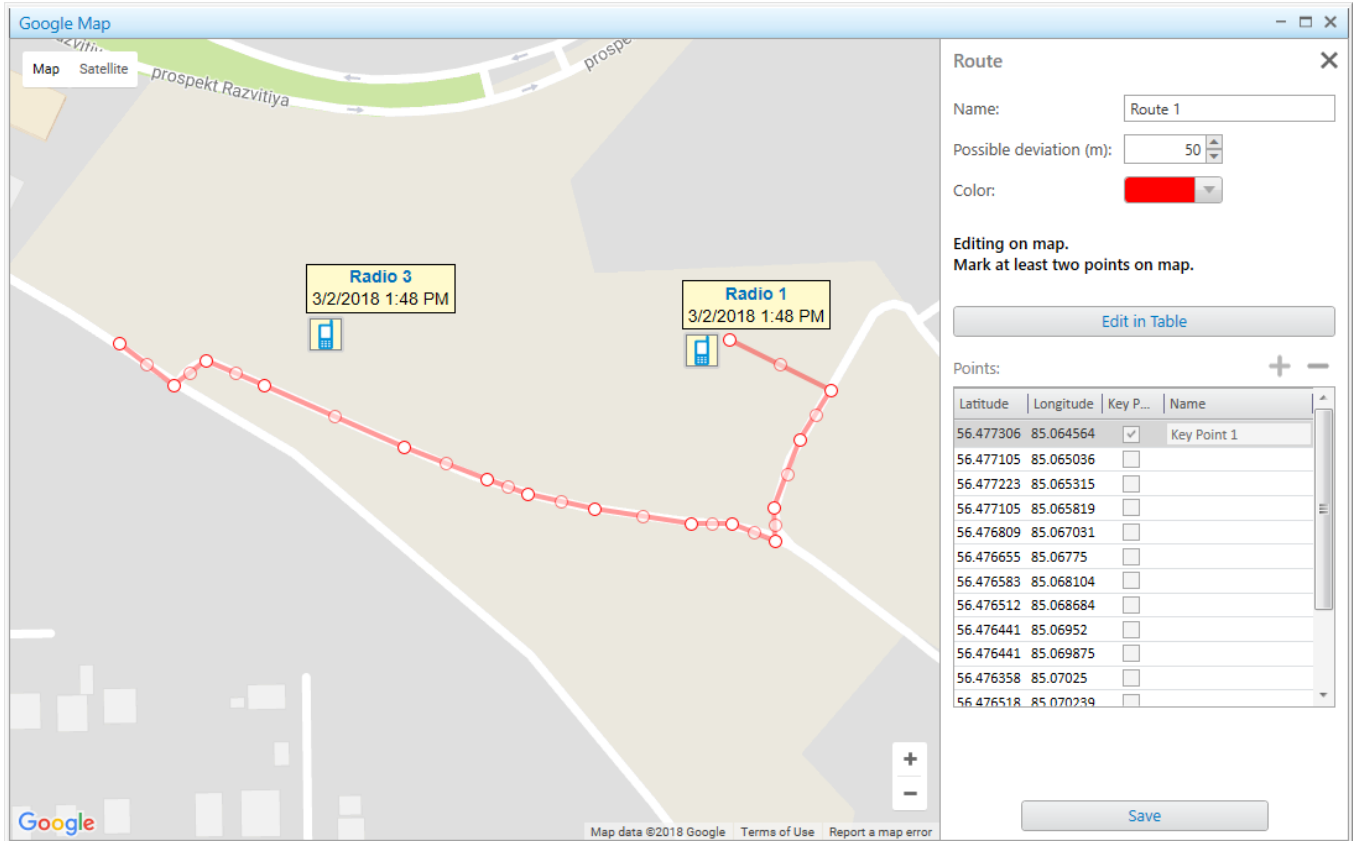 Google Map
Map Satellite
prospekt Razvitiya
Radio 3
3/2/2018 1:48 PM
Radio 1
3/2/2018 1:48 PM
Google
Map data ©2018 Google Terms of Use Report a map error
Route
Name: Route 1
Possible deviation (m): 50
Color:
Editing on map.
Mark at least two points on map.
Edit in Table
Points:
Latitude Longitude Key P... Name
56.477306 85.064564 Key Point 1
56.477105 85.065036
56.477223 85.065315
56.477105 85.065819
56.476809 85.067031
56.476655 85.06775
56.476583 85.068104
56.476512 85.068684
56.476441 85.06952
56.476441 85.069875
56.476358 85.07025
56.476518 85.070239
Save